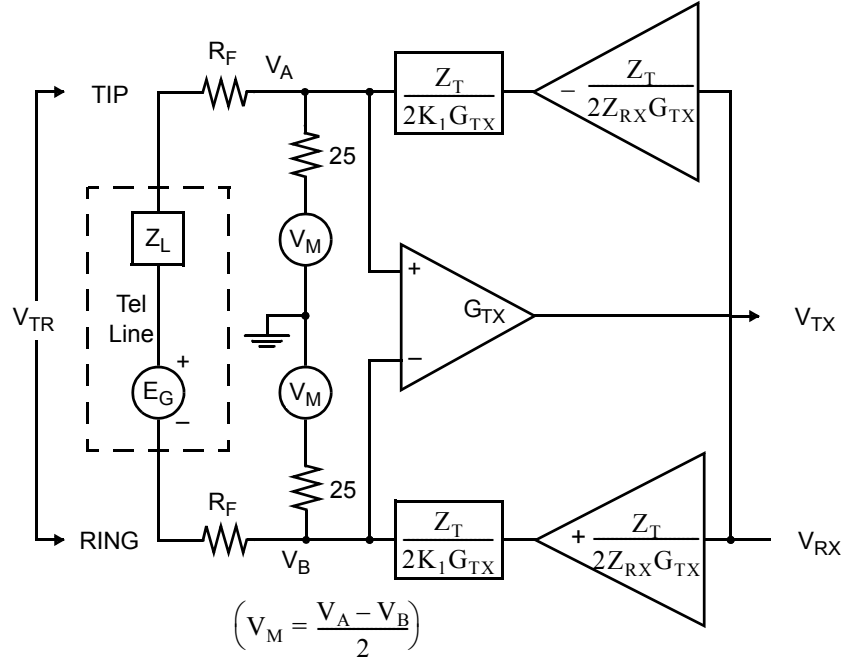 R_F
V_A
Z_T / 2K_1G_TX
− Z_T / 2Z_RXG_TX
TIP
25
Z_L
V_M
+
V_TR
Tel
Line
G_TX
V_TX
E_G
+
−
V_M
−
25
R_F
RING
V_B
Z_T / 2K_1G_TX
+ Z_T / 2Z_RXG_TX
V_RX
(V_M = V_A − V_B / 2)